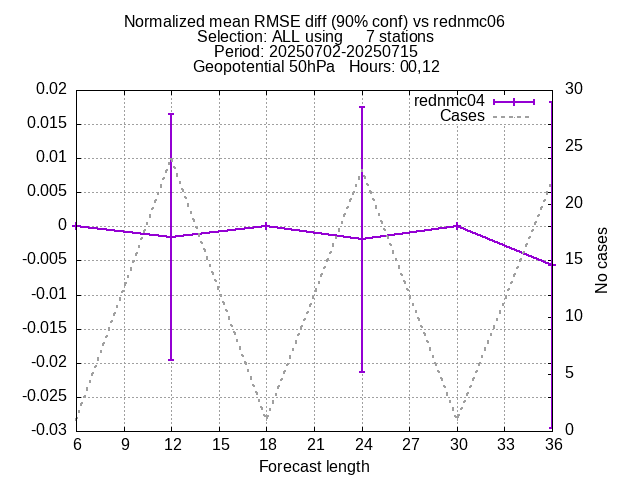 Normalized mean RMSE diff (90% conf) vs rednmc06
Selection: ALL using     7 stations
Period: 20250702-20250715
Geopotential 50hPa   Hours: 00,12
rednmc04
Cases
0.02
0.015
0.01
0.005
0
-0.005
-0.01
-0.015
-0.02
-0.025
-0.03
30
25
20
15
10
5
0
No cases
6 9 12 15 18 21 24 27 30 33 36
Forecast length